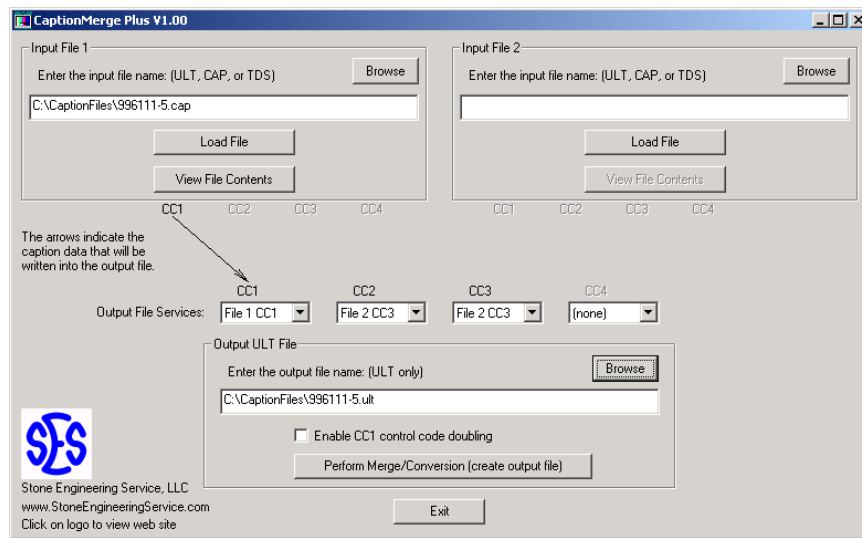 CaptionMerge Plus V1.00
Input File 1
Enter the input file name: (ULT, CAP, or TDS)
Browse
C:\CaptionFiles\996111-5.cap
Load File
View File Contents
CC1 CC2 CC3 CC4
Input File 2
Enter the input file name: (ULT, CAP, or TDS)
Browse
Load File
View File Contents
CC1 CC2 CC3 CC4
The arrows indicate the
caption data that will be
written into the output file.
CC1 CC2 CC3 CC4
Output File Services: File 1 CC1 File 2 CC3 File 2 CC3 (none)
Output ULT File
Enter the output file name: (ULT only)
Browse
C:\CaptionFiles\996111-5.ult
Enable CC1 control code doubling
Perform Merge/Conversion (create output file)
SES
Stone Engineering Service, LLC
www.StoneEngineeringService.com
Click on logo to view web site
Exit